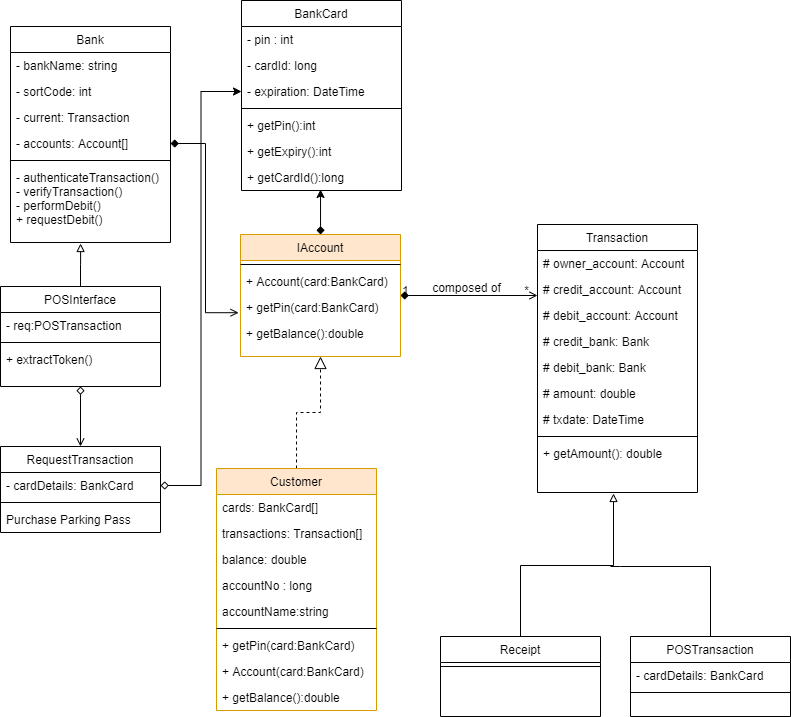 BankCard
- pin : int
- cardId: long
- expiration: DateTime
+ getPin():int
+ getExpiry():int
+ getCardId():long
Bank
- bankName: string
- sortCode: int
- current: Transaction
- accounts: Account[]
- authenticateTransaction()
- verifyTransaction()
- performDebit()
+ requestDebit()
IAccount
+ Account(card:BankCard)
+ getPin(card:BankCard)
+ getBalance():double
1
composed of
*
Transaction
# owner_account: Account
# credit_account: Account
# debit_account: Account
# credit_bank: Bank
# debit_bank: Bank
# amount: double
# txdate: DateTime
+ getAmount(): double
POSInterface
- req:POSTransaction
+ extractToken()
RequestTransaction
- cardDetails: BankCard
Purchase Parking Pass
Customer
cards: BankCard[]
transactions: Transaction[]
balance: double
accountNo : long
accountName:string
+ getPin(card:BankCard)
+ Account(card:BankCard)
+ getBalance():double
Receipt
POSTransaction
- cardDetails: BankCard